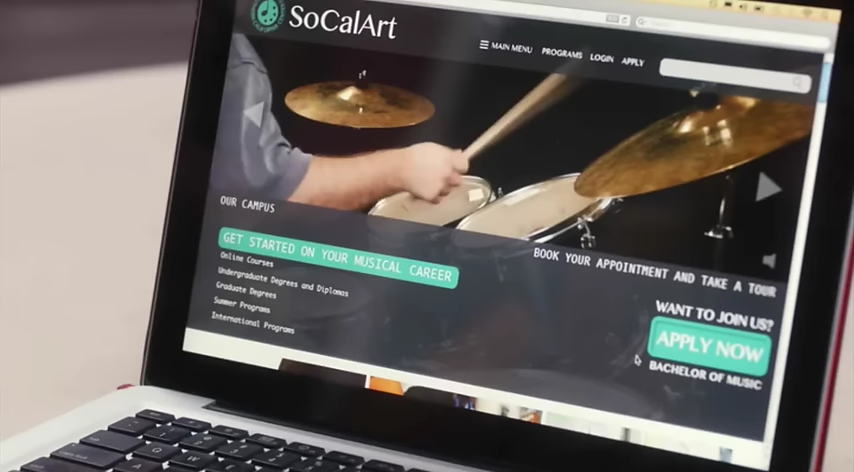 SoCalArt
MAIN MENU PROGRAMS LOGIN APPLY
OUR CAMPUS
GET STARTED ON YOUR MUSICAL CAREER
Online Courses
Undergraduate Degrees and Diplomas
Graduate Degrees
Summer Programs
International Programs
BOOK YOUR APPOINTMENT AND TAKE A TOUR
WANT TO JOIN US?
APPLY NOW
BACHELOR OF MUSIC